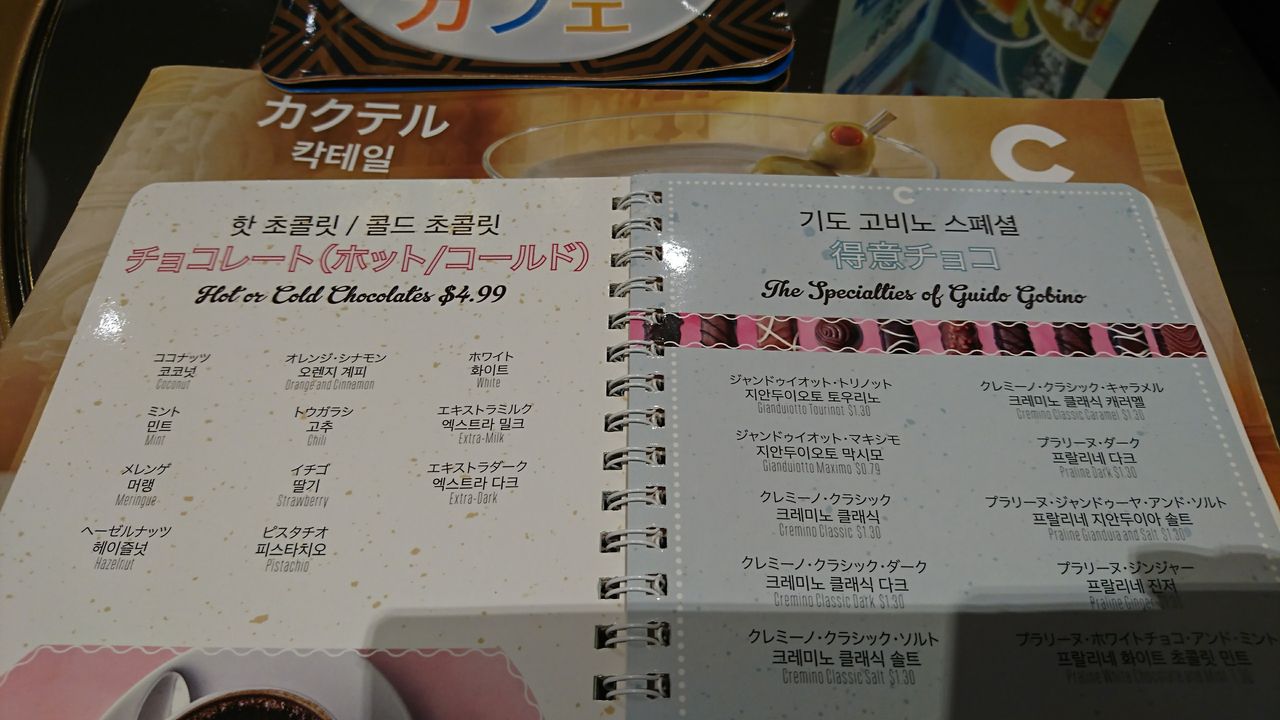 カフェ
カクテル
칵테일
C
핫 초콜릿 / 콜드 초콜릿
チョコレート(ホット/コールド)
Hot or Cold Chocolates $4.99
ココナッツ
코코넛
Coconut
オレンジ・シナモン
오렌지 계피
Orange and Cinnamon
ホワイト
화이트
White
ミント
민트
Mint
トウガラシ
고추
Chili
エキストラミルク
엑스트라 밀크
Extra-Milk
メレンゲ
머랭
Meringue
イチゴ
딸기
Strawberry
エキストラダーク
엑스트라 다크
Extra-Dark
ヘーゼルナッツ
헤이즐넛
Hazelnut
ピスタチオ
피스타치오
Pistachio
C
기도 고비노 스폐셜
得意チョコ
The Specialties of Guido Gobino
ジャンドゥイオット・トリノット
지안두이오토 토우리노
Gianduiotto Tourinot $1.30
クレミーノ・クラシック・キャラメル
크레미노 클래식 캐러멜
Cremino Classic Caramel $1.30
ジャンドゥイオット・マキシモ
지안두이오토 막시모
Gianduiotto Maximo $0.79
プラリーヌ・ダーク
프랄리네 다크
Praline Dark $1.30
クレミーノ・クラシック
크레미노 클래식
Cremino Classic $1.30
プラリーヌ・ジャンドゥーヤ・アンド・ソルト
프랄리네 지안두이아 솔트
Praline Gianduia and Salt $1.30
クレミーノ・クラシック・ダーク
크레미노 클래식 다크
Cremino Classic Dark $1.30
プラリーヌ・ジンジャー
프랄리네 진저
Praline Ginger
クレミーノ・クラシック・ソルト
크레미노 클래식 솔트
Cremino Classic Salt $1.30
プラリーヌ・ホワイトチョコ・アンド・ミント
프랄리네 화이트 초콜릿 민트
Praline White Chocolate and Mint